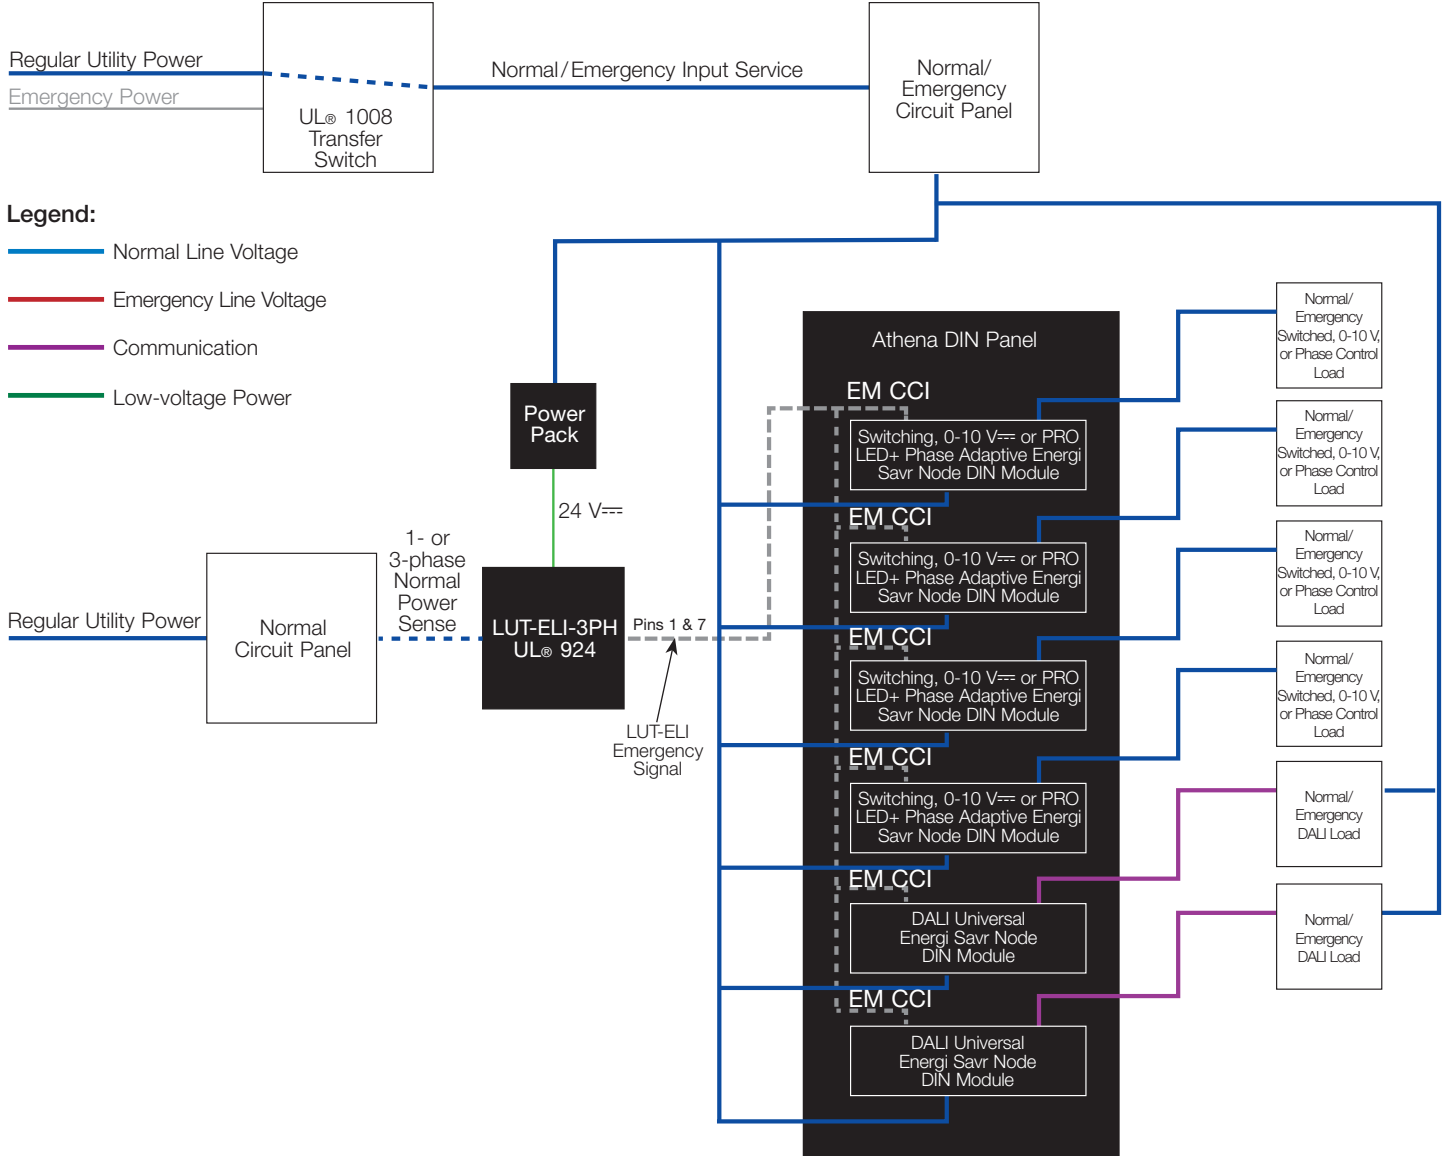 Regular Utility Power
Emergency Power
UL® 1008
Transfer
Switch
Normal/Emergency Input Service
Normal/
Emergency
Circuit Panel
Legend:
Normal Line Voltage
Emergency Line Voltage
Communication
Low-voltage Power
Power
Pack
24 V⎓
1- or
3-phase
Normal
Power
Sense
Regular Utility Power
Normal
Circuit Panel
LUT-ELI-3PH
UL® 924
Pins 1 & 7
LUT-ELI
Emergency
Signal
Athena DIN Panel
EM CCI
Switching, 0-10 V⎓ or PRO
LED+ Phase Adaptive Energi
Savr Node DIN Module
EM CCI
Switching, 0-10 V⎓ or PRO
LED+ Phase Adaptive Energi
Savr Node DIN Module
EM CCI
Switching, 0-10 V⎓ or PRO
LED+ Phase Adaptive Energi
Savr Node DIN Module
EM CCI
Switching, 0-10 V⎓ or PRO
LED+ Phase Adaptive Energi
Savr Node DIN Module
EM CCI
DALI Universal
Energi Savr Node
DIN Module
EM CCI
DALI Universal
Energi Savr Node
DIN Module
Normal/
Emergency
Switched, 0-10 V,
or Phase Control
Load
Normal/
Emergency
Switched, 0-10 V,
or Phase Control
Load
Normal/
Emergency
Switched, 0-10 V,
or Phase Control
Load
Normal/
Emergency
Switched, 0-10 V,
or Phase Control
Load
Normal/
Emergency
DALI Load
Normal/
Emergency
DALI Load